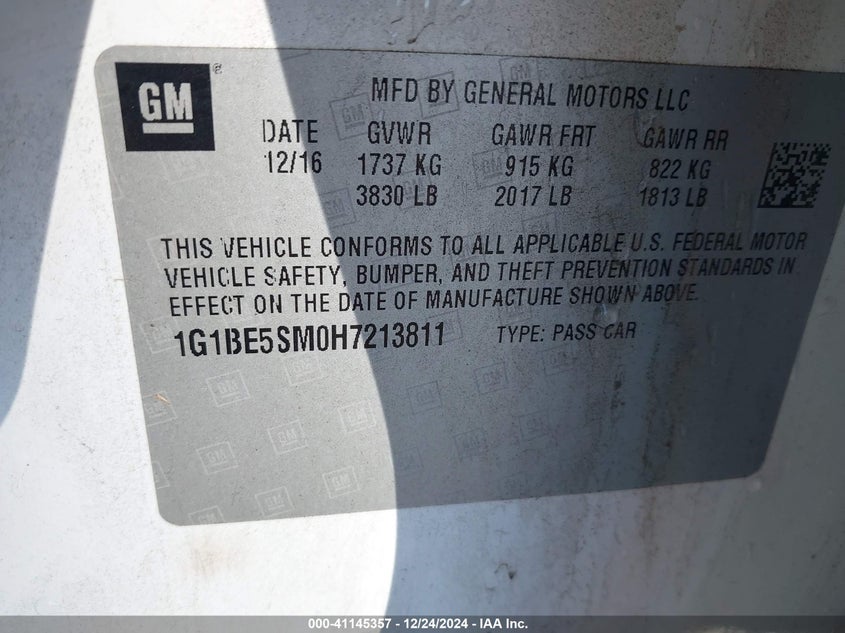 GM
MFD BY GENERAL MOTORS LLC
DATE GVWR GAWR FRT GAWR RR
12/16 1737 KG 915 KG 822 KG
3830 LB 2017 LB 1813 LB
THIS VEHICLE CONFORMS TO ALL APPLICABLE U.S. FEDERAL MOTOR
VEHICLE SAFETY, BUMPER, AND THEFT PREVENTION STANDARDS IN
EFFECT ON THE DATE OF MANUFACTURE SHOWN ABOVE.
1G1BE5SM0H7213811 TYPE: PASS CAR
000-41145357 - 12/24/2024 - IAA Inc.